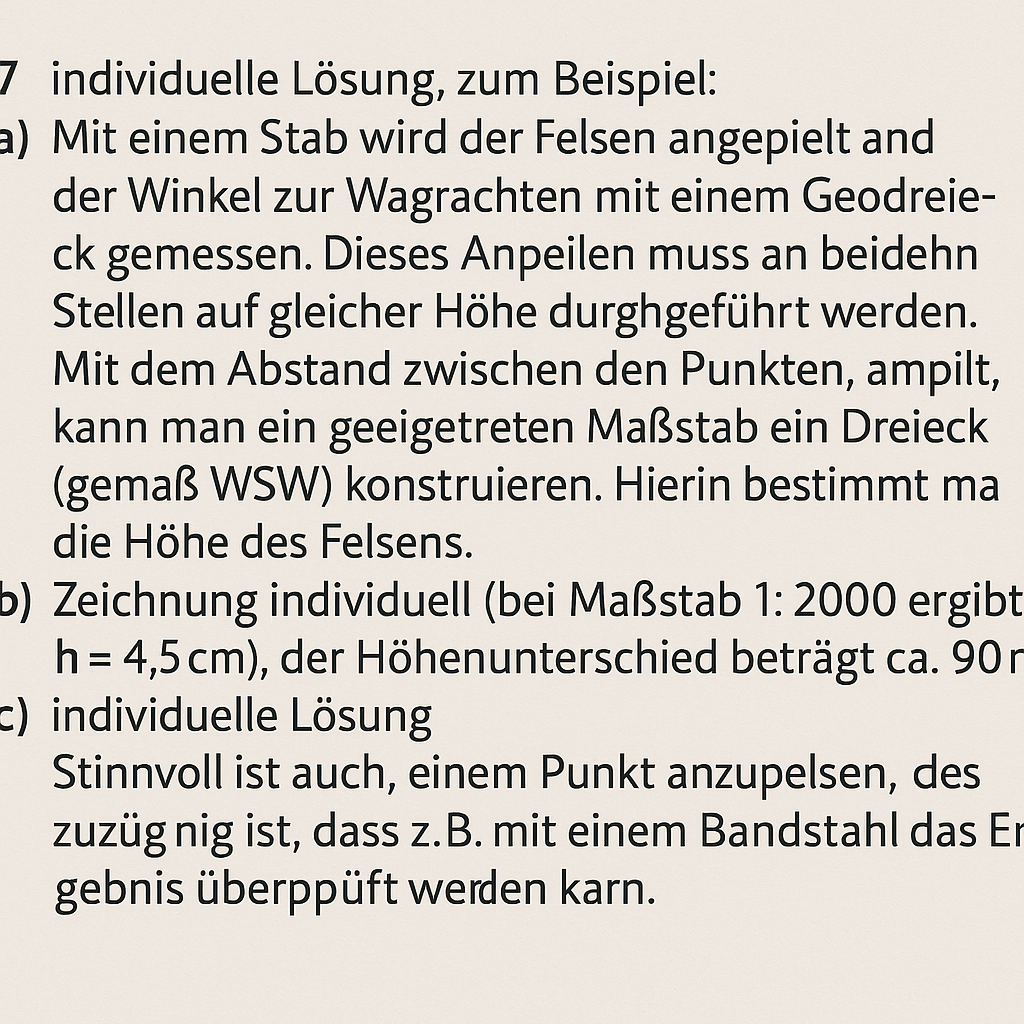 7 individuelle Lösung, zum Beispiel:
a) Mit einem Stab wird der Felsen angepielt and
der Winkel zur Wagrachten mit einem Geodreie-
ck gemessen. Dieses Anpeilen muss an beidehn
Stellen auf gleicher Höhe durghgeführt werden.
Mit dem Abstand zwischen den Punkten, ampilt,
kann man ein geeigetreten Maßstab ein Dreieck
(gemaß WSW) konstruieren. Hierin bestimmt ma
die Höhe des Felsens.
b) Zeichnung individuell (bei Maßstab 1: 2000 ergibt
h = 4,5 cm), der Höhenunterschied beträgt ca. 90
c) individuelle Lösung
Stinnvoll ist auch, einem Punkt anzupelsen, des
zuzüg nig ist, dass z.B. mit einem Bandstahl das Er
gebnis überppüft werden karn.